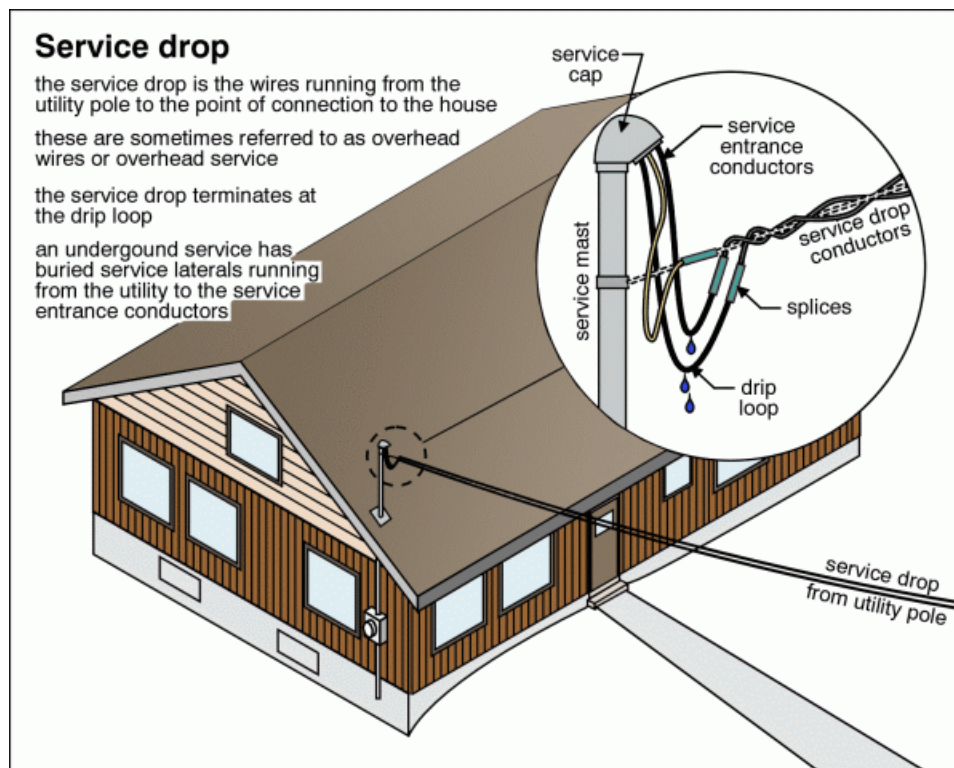 Service drop
the service drop is the wires running from the
utility pole to the point of connection to the house
these are sometimes referred to as overhead
wires or overhead service
the service drop terminates at
the drip loop
an undergound service has
buried service laterals running
from the utility to the service
entrance conductors
service
cap
service
entrance
conductors
service mast
service drop
conductors
splices
drip
loop
service drop
from utility pole